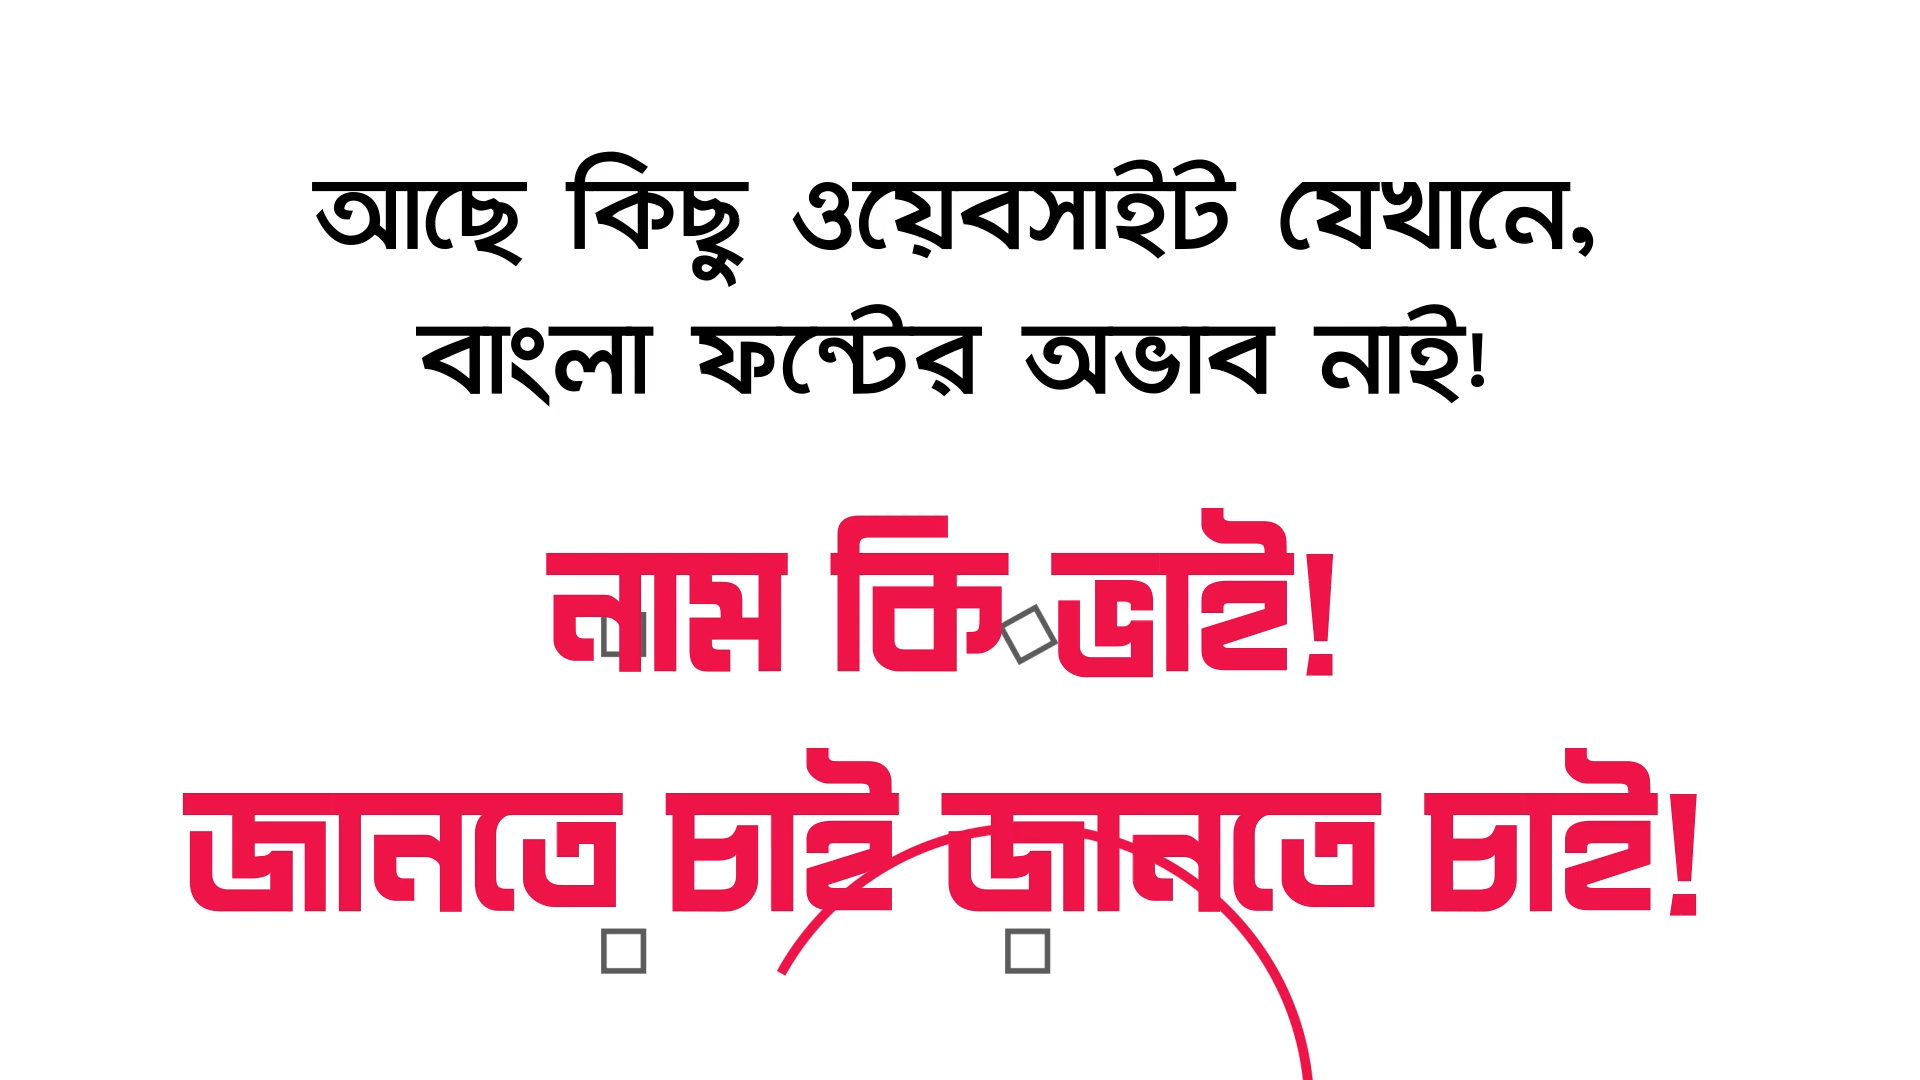 আছে কিছু ওয়েবসাইট যেখানে,
বাংলা ফন্টের অভাব নাই!
নাম কি ভাই!
জানতে চাই জানতে চাই!